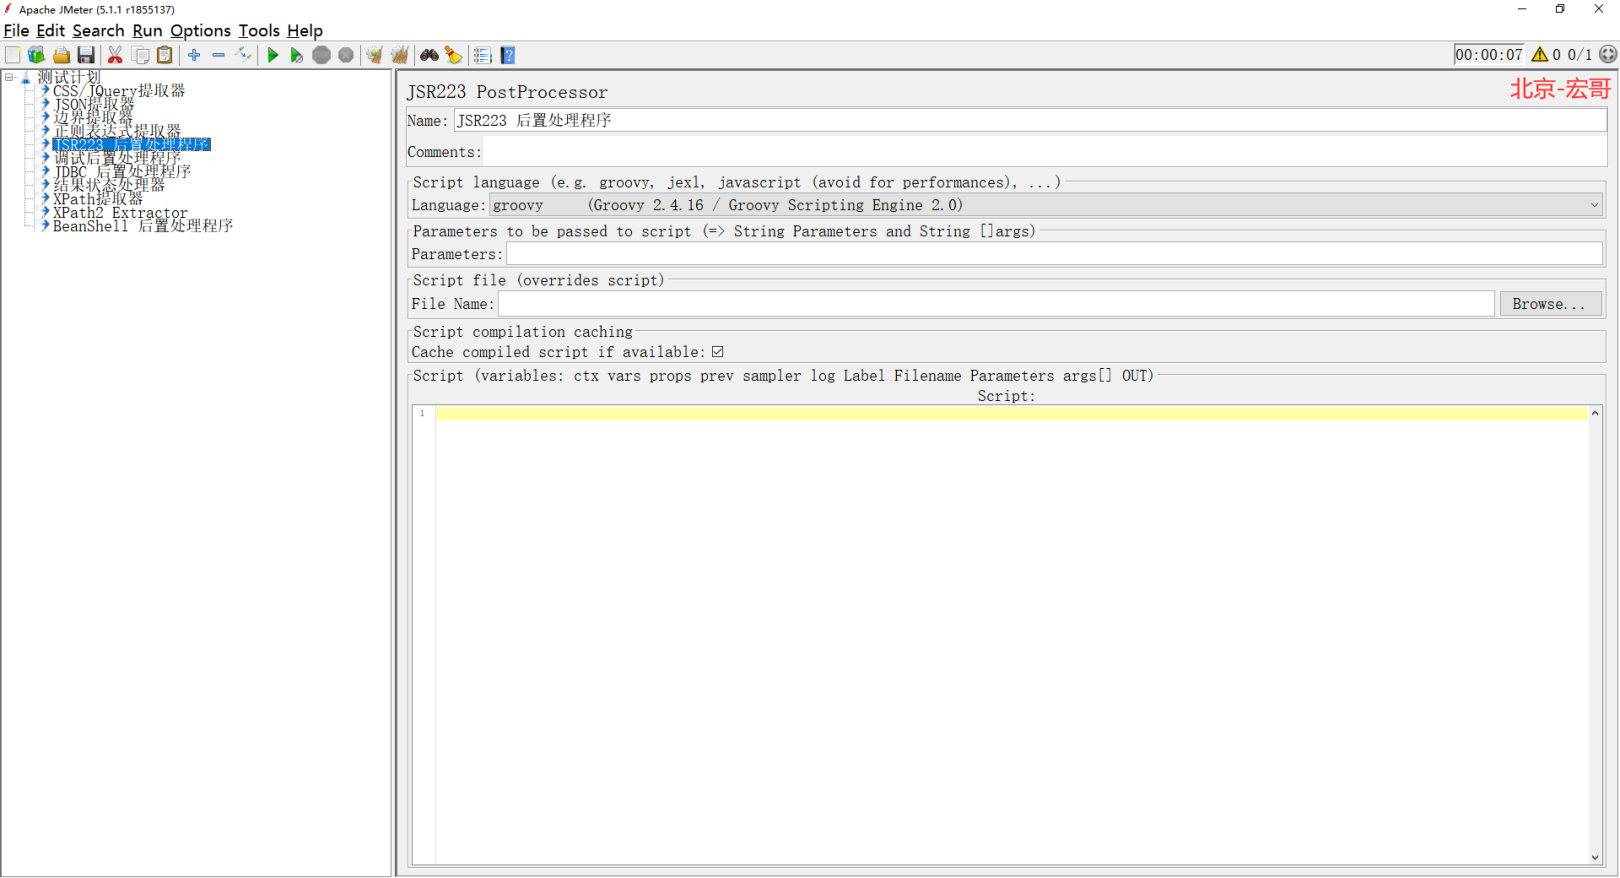 Apache JMeter (5.1.1 r1855137)
File Edit Search Run Options Tools Help
00:00:07 0 0/1
测试计划
CSS/JQuery提取器
JSON提取器
边界提取器
正则表达式提取器
JSR223 后置处理程序
调试后置处理程序
JDBC 后置处理程序
结果状态处理器
XPath提取器
XPath2 Extractor
BeanShell 后置处理程序
北京-宏哥
JSR223 PostProcessor
Name: JSR223 后置处理程序
Comments:
Script language (e.g. groovy, jexl, javascript (avoid for performances), ...)
Language: groovy (Groovy 2.4.16 / Groovy Scripting Engine 2.0)
Parameters to be passed to script (=> String Parameters and String []args)
Parameters:
Script file (overrides script)
File Name: Browse...
Script compilation caching
Cache compiled script if available:
Script (variables: ctx vars props prev sampler log Label Filename Parameters args[] OUT)
Script:
1